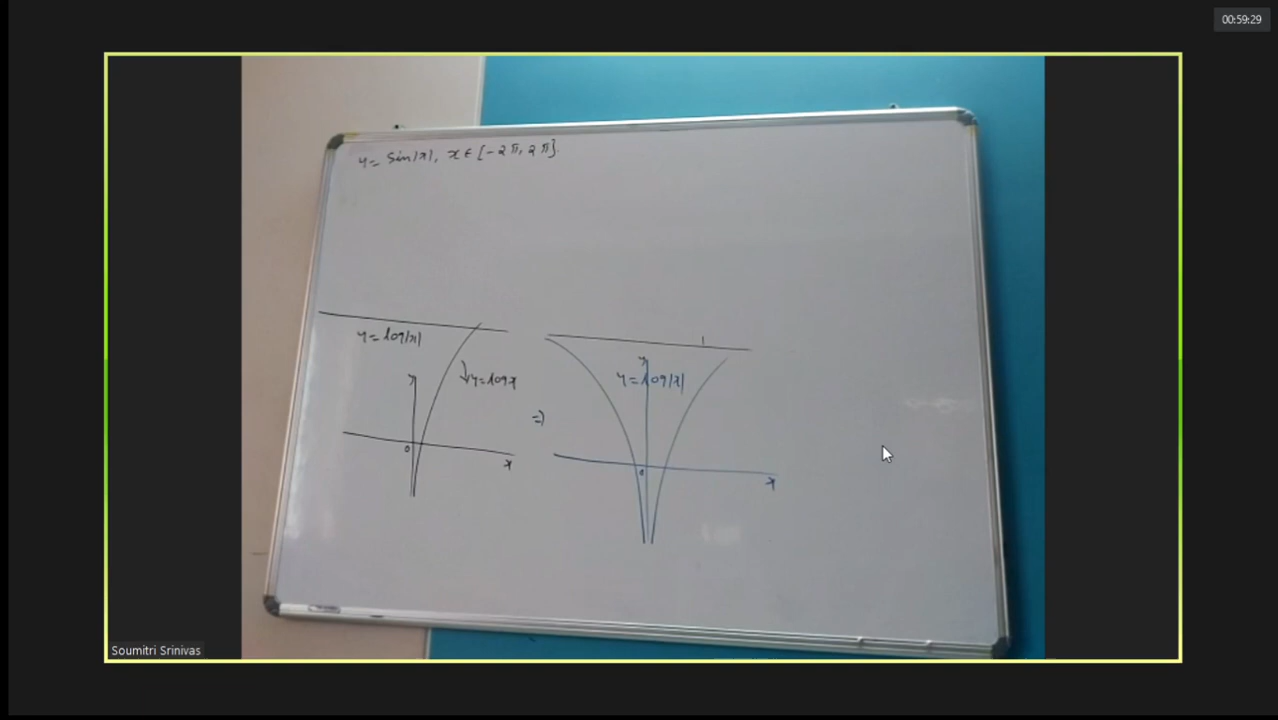 00:59:29
y = sin|x|, x ∈ [-2π, 2π].
y = log|x|
y
y = log x
0
x
=>
y
y = log|x|
0
x
Soumitri Srinivas